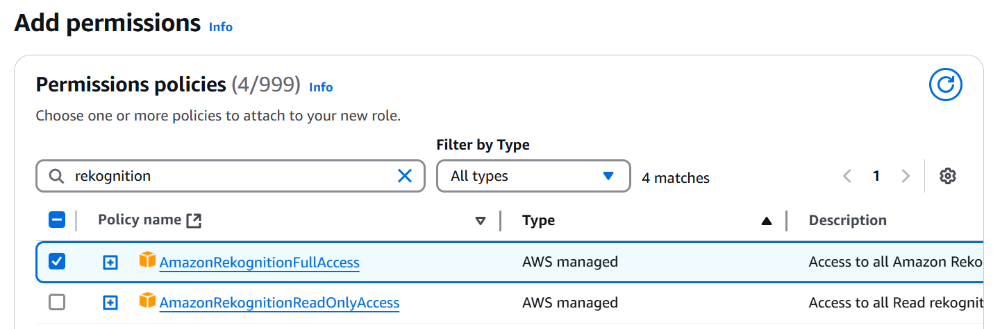 Add permissions Info
Permissions policies (4/999) Info
Choose one or more policies to attach to your new role.
Filter by Type
rekognition All types 4 matches 1
Policy name Type Description
AmazonRekognitionFullAccess AWS managed Access to all Amazon Reko
AmazonRekognitionReadOnlyAccess AWS managed Access to all Read rekognit